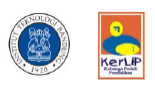 INSTITUT TEKNOLOGI BANDUNG
1920
KerLiP
Keluarga Peduli
Pendidikan